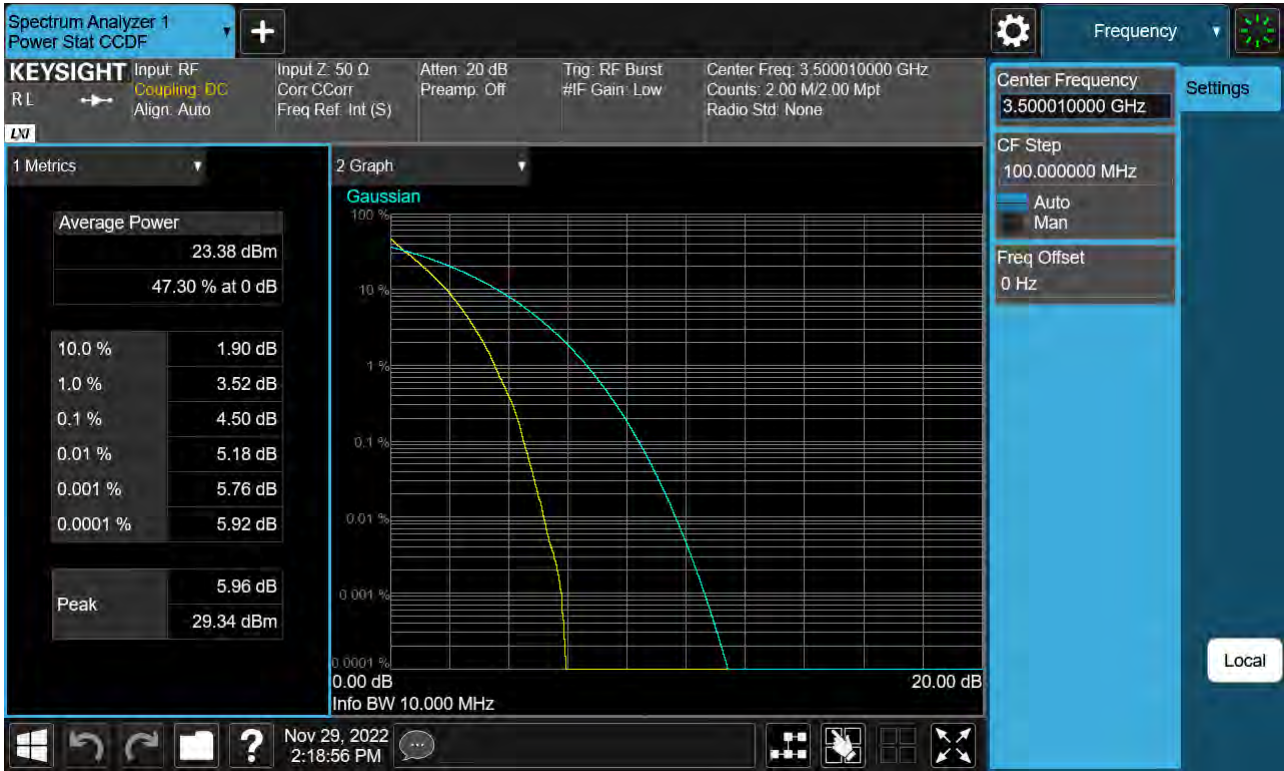 Spectrum Analyzer 1
Power Stat CCDF
+
Frequency
KEYSIGHT
RL
LXI
Input: RF
Coupling: DC
Align: Auto
Input Z: 50 Ω
Corr CCorr
Freq Ref: Int (S)
Atten: 20 dB
Preamp: Off
Trig: RF Burst
#IF Gain: Low
Center Freq: 3.500010000 GHz
Counts: 2.00 M/2.00 Mpt
Radio Std: None
Center Frequency
3.500010000 GHz
Settings
CF Step
100.000000 MHz
Auto
Man
Freq Offset
0 Hz
1 Metrics
Average Power
23.38 dBm
47.30 % at 0 dB
10.0 % 1.90 dB
1.0 % 3.52 dB
0.1 % 4.50 dB
0.01 % 5.18 dB
0.001 % 5.76 dB
0.0001 % 5.92 dB
Peak
5.96 dB
29.34 dBm
2 Graph
Gaussian
100 %
10 %
1 %
0.1 %
0.01 %
0.001 %
0.0001 %
0.00 dB 20.00 dB
Info BW 10.000 MHz
Local
?
Nov 29, 2022
2:18:56 PM